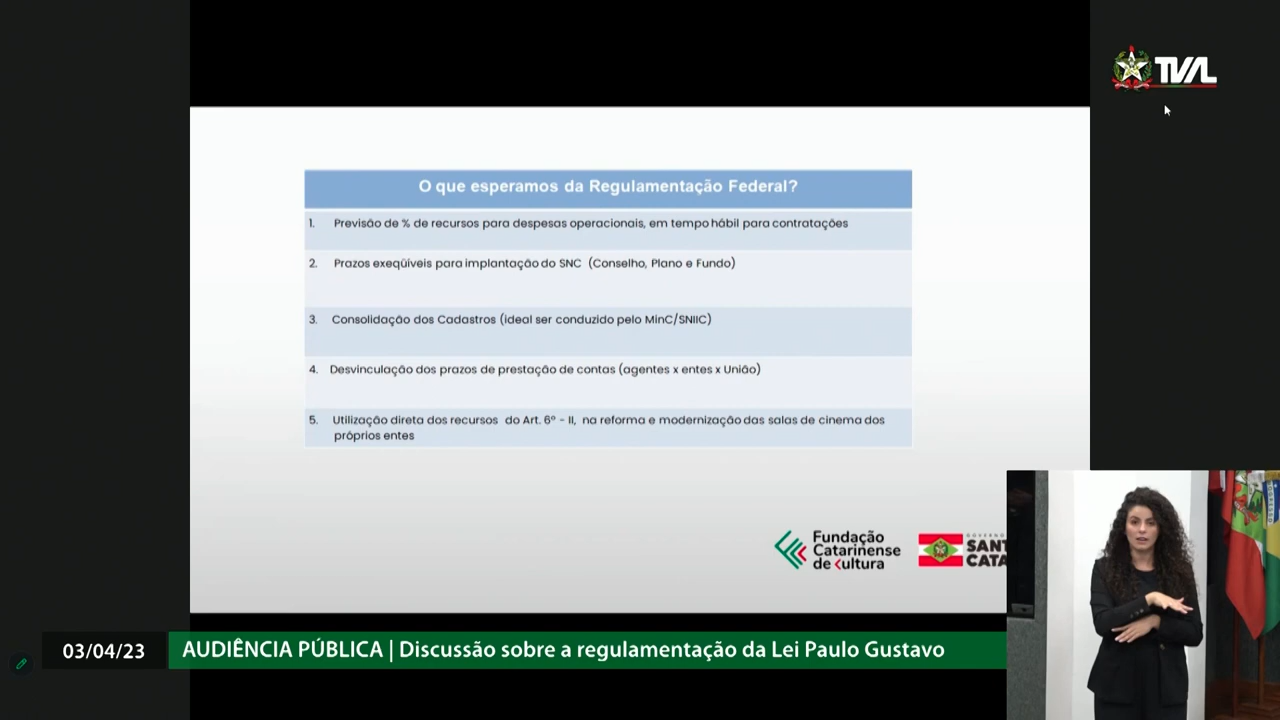 TVAL
O que esperamos da Regulamentação Federal?
1. Previsão de % de recursos para despesas operacionais, em tempo hábil para contratações
2. Prazos exeqüíveis para implantação do SNC (Conselho, Plano e Fundo)
3. Consolidação dos Cadastros (ideal ser conduzido pelo MinC/SNIIC)
4. Desvinculação dos prazos de prestação de contas (agentes x entes x União)
5. Utilização direta dos recursos do Art. 6º - II, na reforma e modernização das salas de cinema dos
próprios entes
Fundação
Catarinense
de Cultura
GOVERNO
SANT
CATA
03/04/23
AUDIÊNCIA PÚBLICA | Discussão sobre a regulamentação da Lei Paulo Gustavo